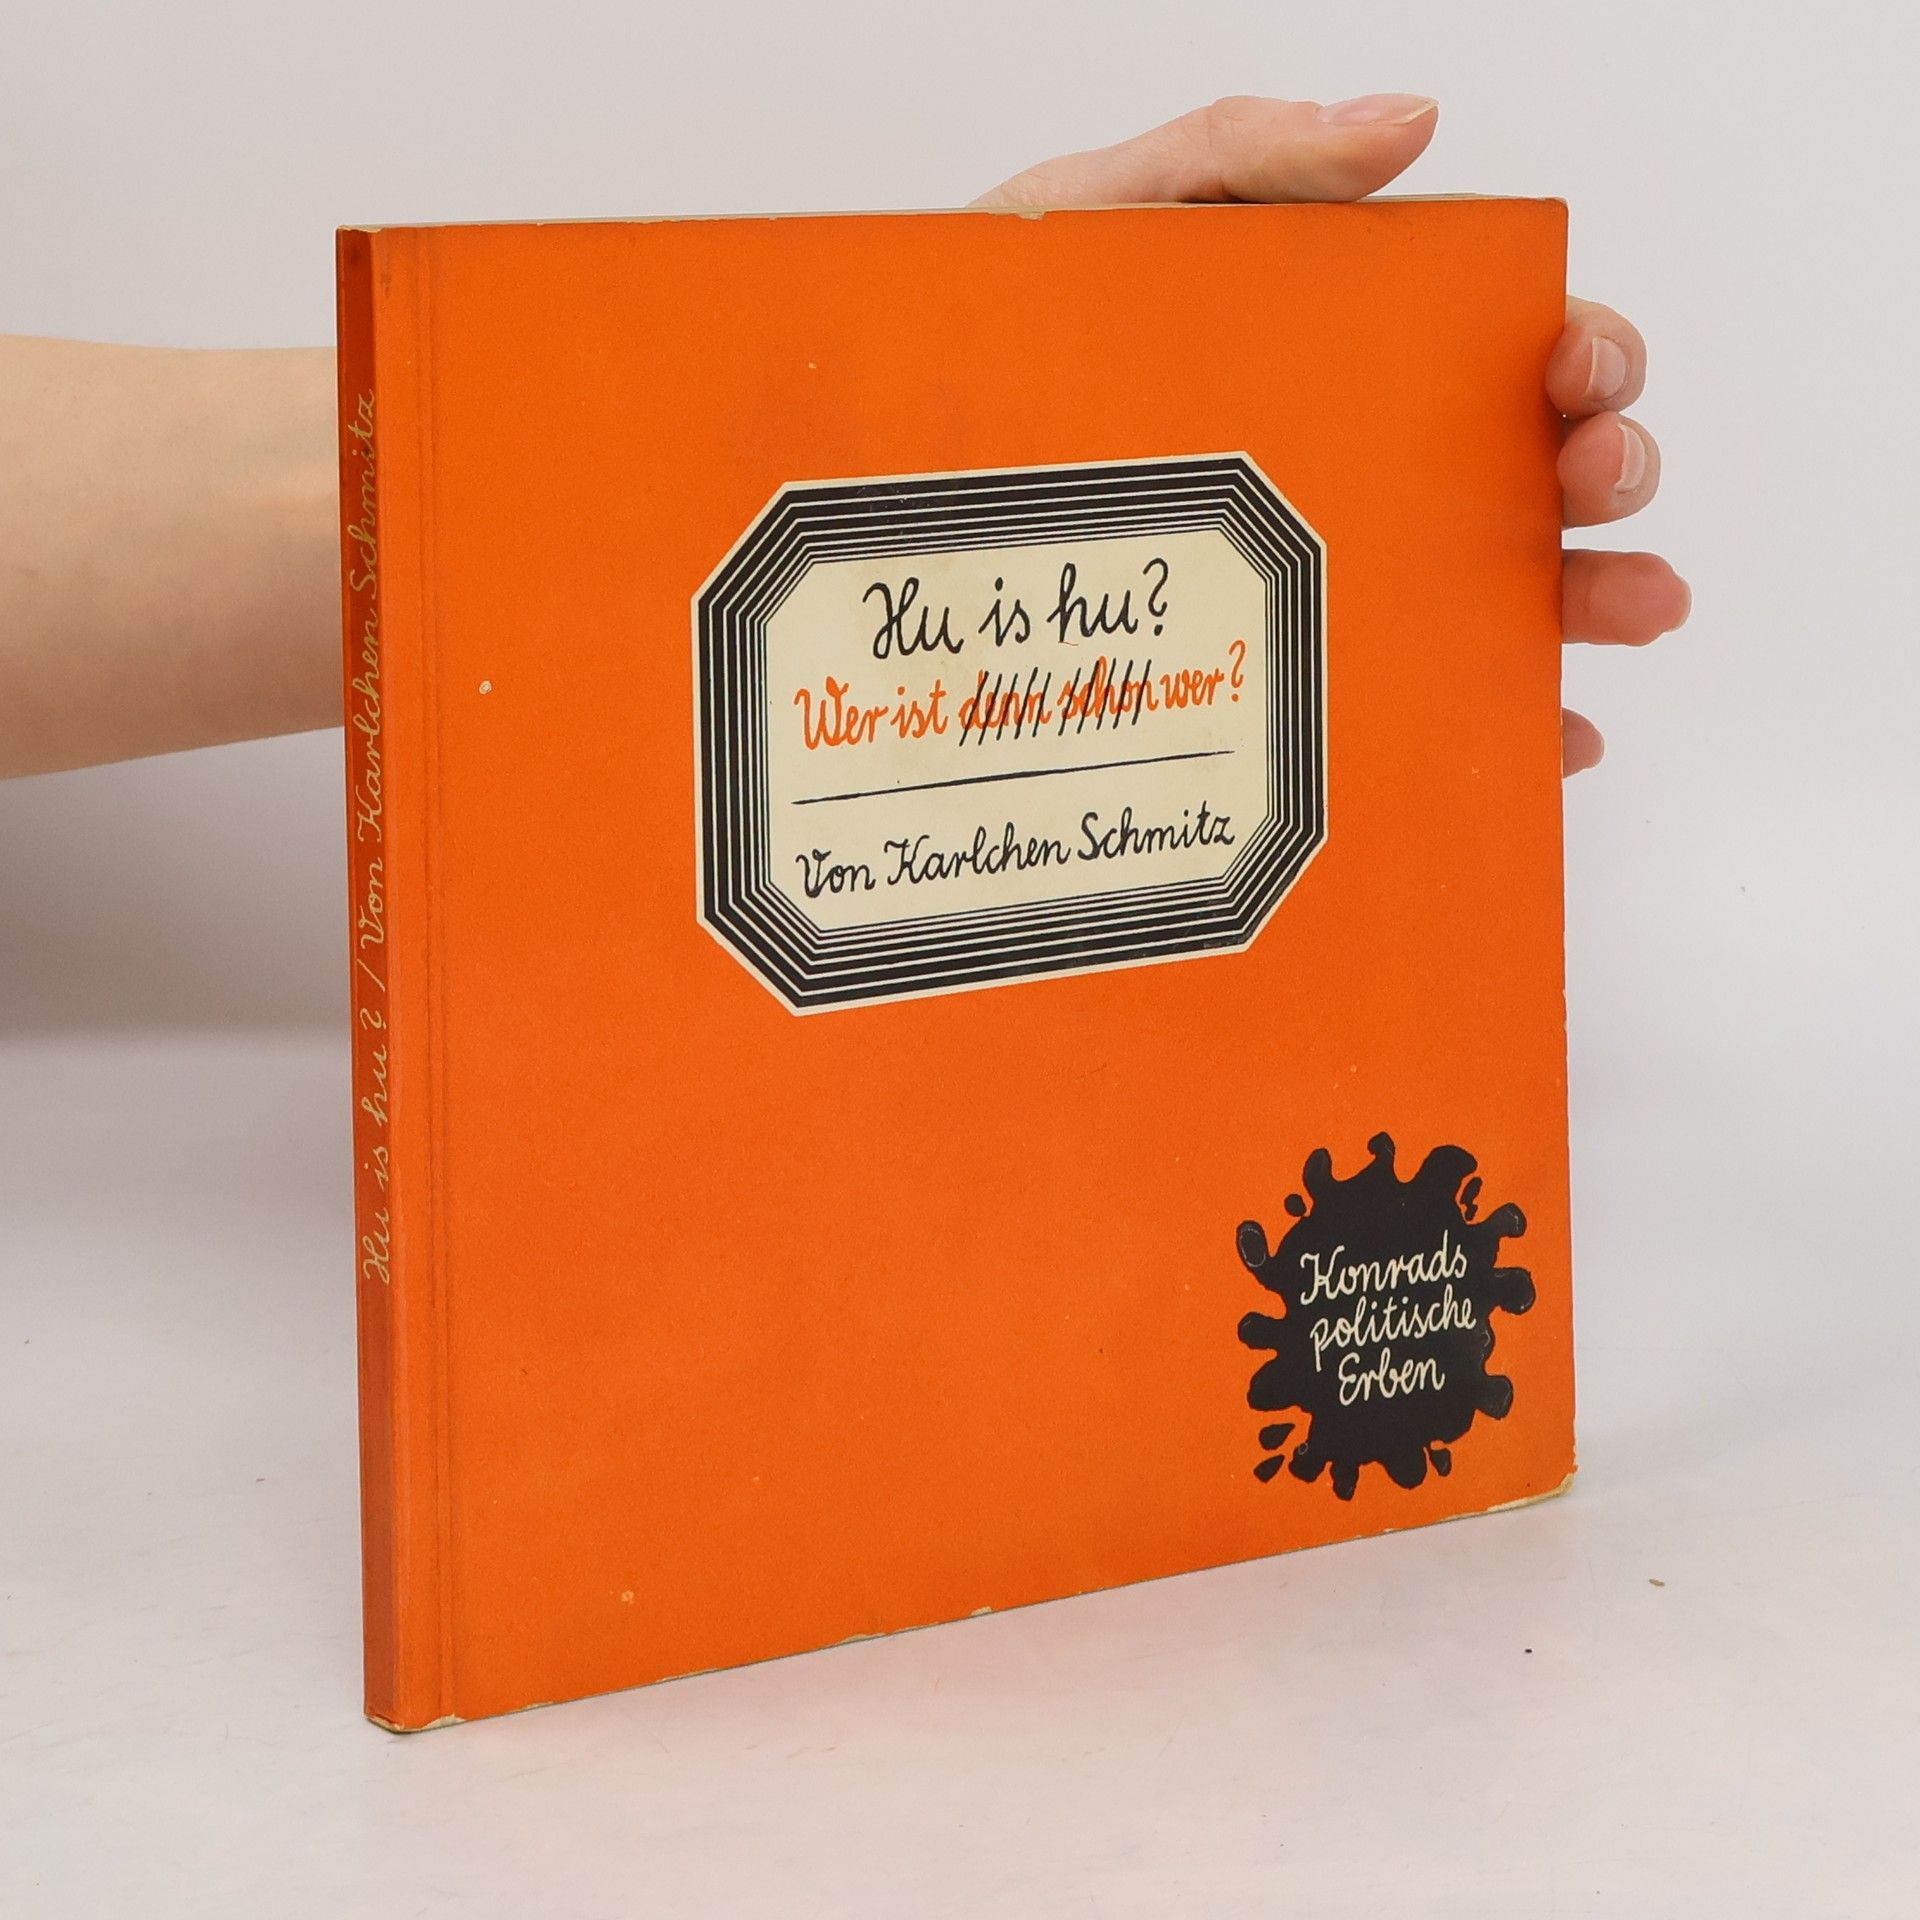 Hu is hu? / Von Karlchen Schmitz
Hu is hu?
Wer ist denn schon wer?
Von Karlchen Schmitz
Konrads
politische
Erben